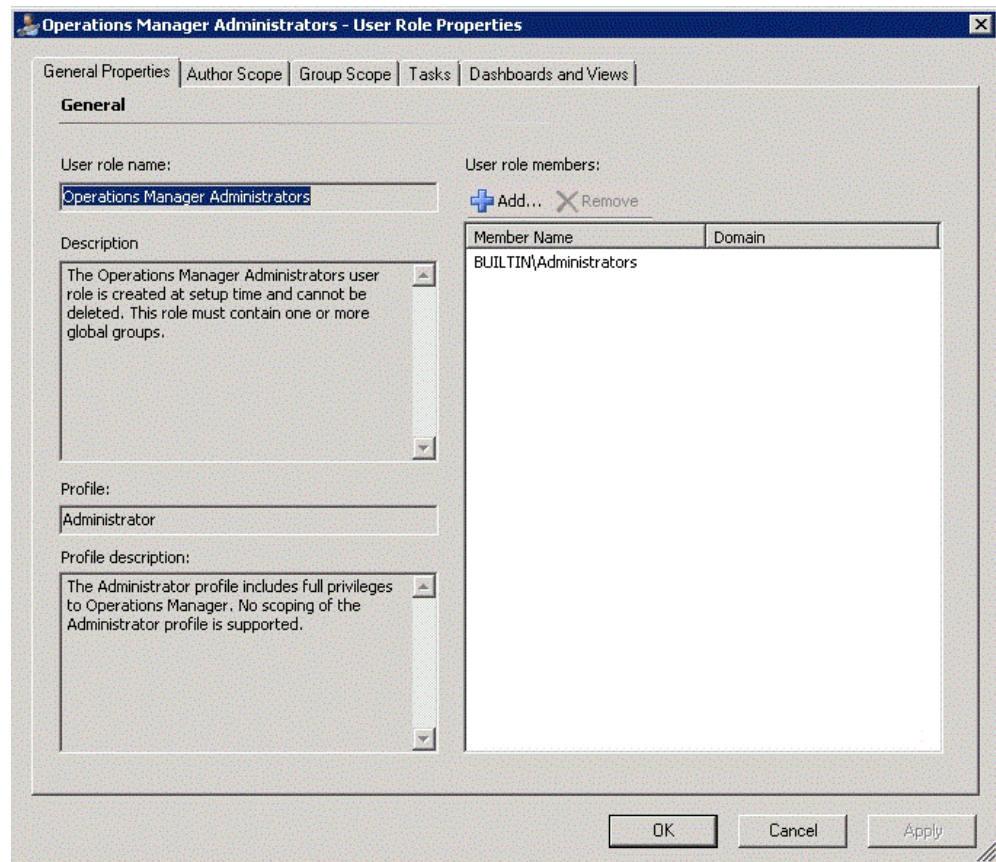 Operations Manager Administrators - User Role Properties
General Properties Author Scope Group Scope Tasks Dashboards and Views
General
User role name:
Operations Manager Administrators
Description
The Operations Manager Administrators user
role is created at setup time and cannot be
deleted. This role must contain one or more
global groups.
Profile:
Administrator
Profile description:
The Administrator profile includes full privileges
to Operations Manager. No scoping of the
Administrator profile is supported.
User role members:
Add... Remove
Member Name Domain
BUILTIN\Administrators
OK Cancel Apply